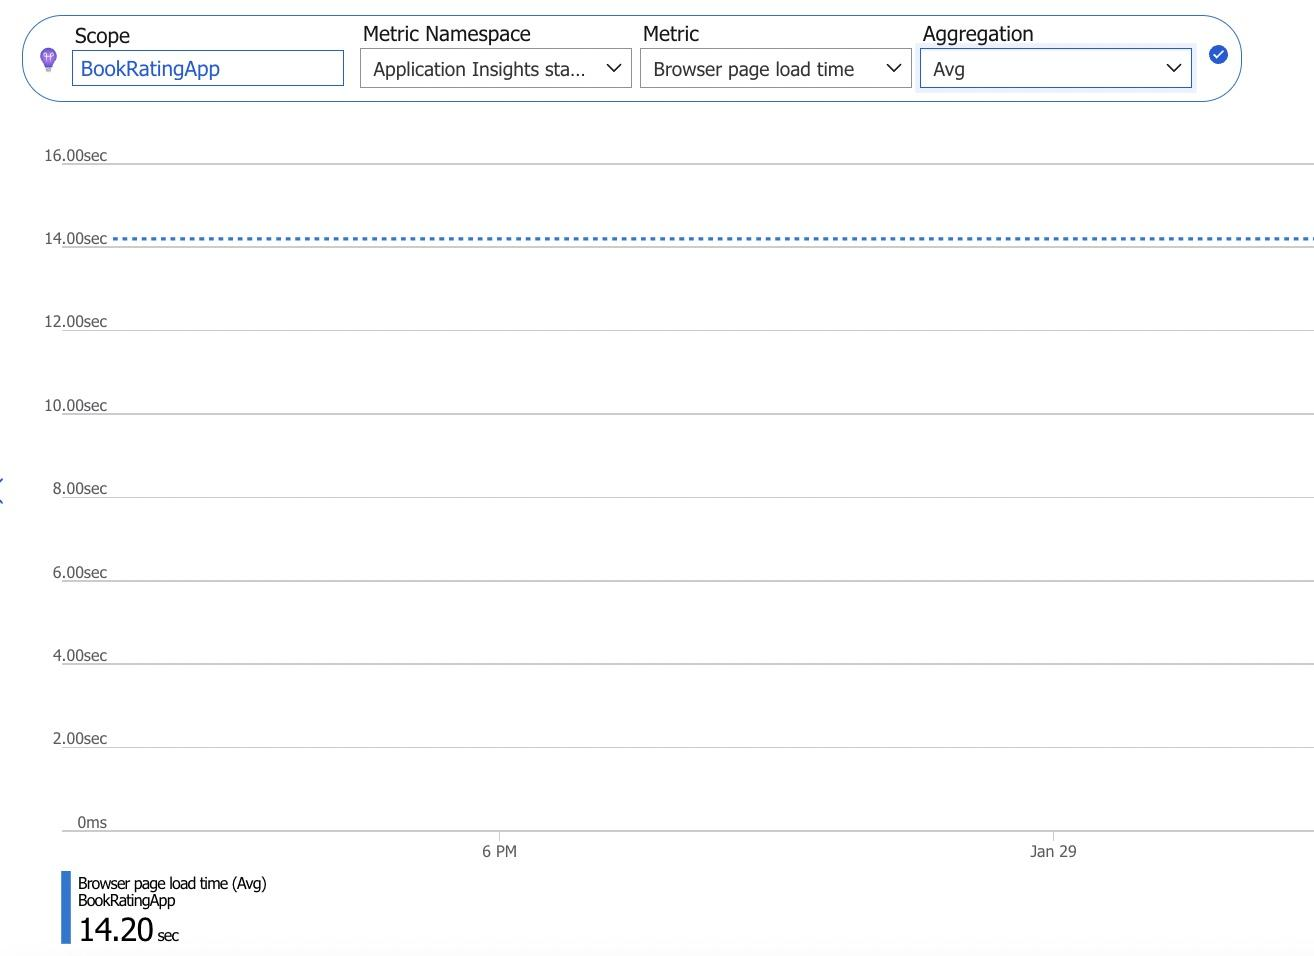 Scope
Metric Namespace
Metric
Aggregation
BookRatingApp
Application Insights sta...
Browser page load time
Avg
16.00sec
14.00sec
12.00sec
10.00sec
8.00sec
6.00sec
4.00sec
2.00sec
0ms
6 PM
Jan 29
Browser page load time (Avg)
BookRatingApp
14.20 sec